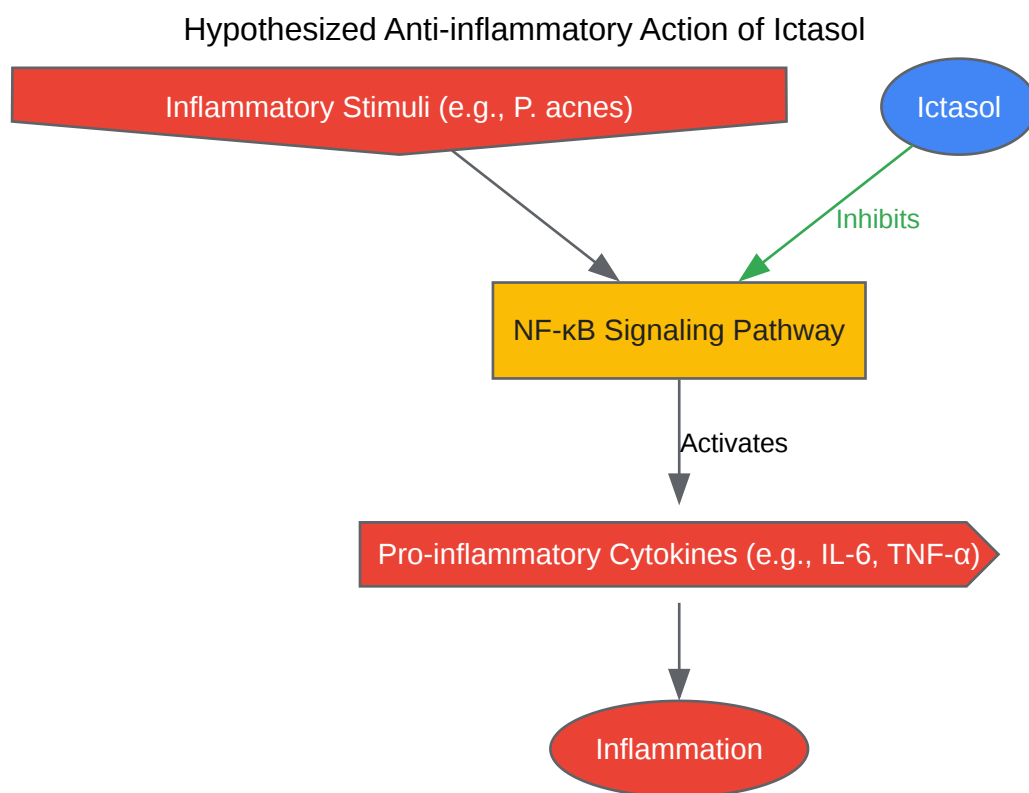 Hypothesized Anti-inflammatory Action of Ictasol
Inflammatory Stimuli (e.g., P. acnes)
Ictasol
Inhibits
NF-κB Signaling Pathway
Activates
Pro-inflammatory Cytokines (e.g., IL-6, TNF-α)
Inflammation